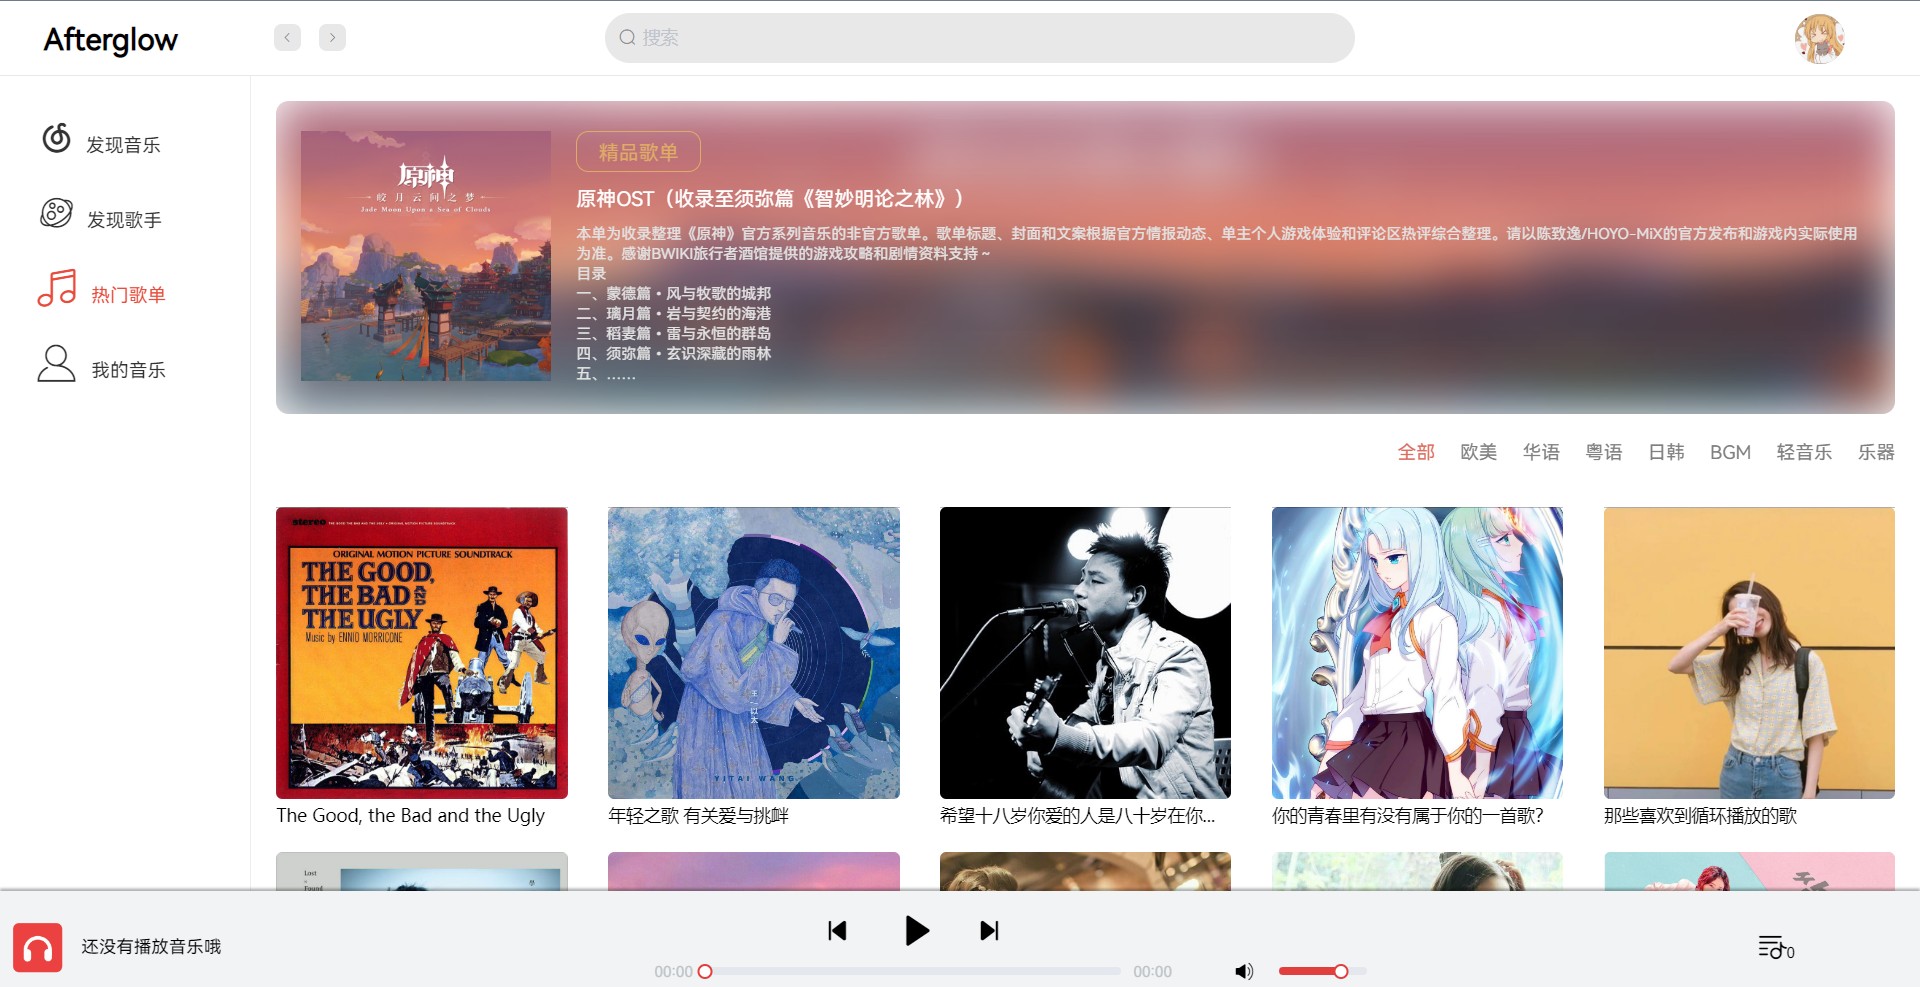 Afterglow
搜索
发现音乐
发现歌手
热门歌单
我的音乐
原神
皎月云间之梦
Jade Moon Upon a Sea of Clouds
精品歌单
原神OST（收录至须弥篇《智妙明论之林》）
本单为收录整理《原神》官方系列音乐的非官方歌单。歌单标题、封面和文案根据官方情报动态、单主个人游戏体验和评论区热评综合整理。请以陈致逸/HOYO-MiX的官方发布和游戏内实际使用
为准。感谢BWIKI旅行者酒馆提供的游戏攻略和剧情资料支持 ~
目录
一、蒙德篇·风与牧歌的城邦
二、璃月篇·岩与契约的海港
三、稻妻篇·雷与永恒的群岛
四、须弥篇·玄识深藏的雨林
五、……
全部 欧美 华语 粤语 日韩 BGM 轻音乐 乐器
stereo
ORIGINAL MOTION PICTURE SOUNDTRACK
THE GOOD,
THE BAD AND
THE UGLY
Music by ENNIO MORRICONE
The Good, the Bad and the Ugly
王以太
YITAI WANG
年轻之歌 有关爱与挑衅
希望十八岁你爱的人是八十岁在你...
你的青春里有没有属于你的一首歌？
那些喜欢到循环播放的歌
Lost
Found
还没有播放音乐哦
00:00
00:00
0